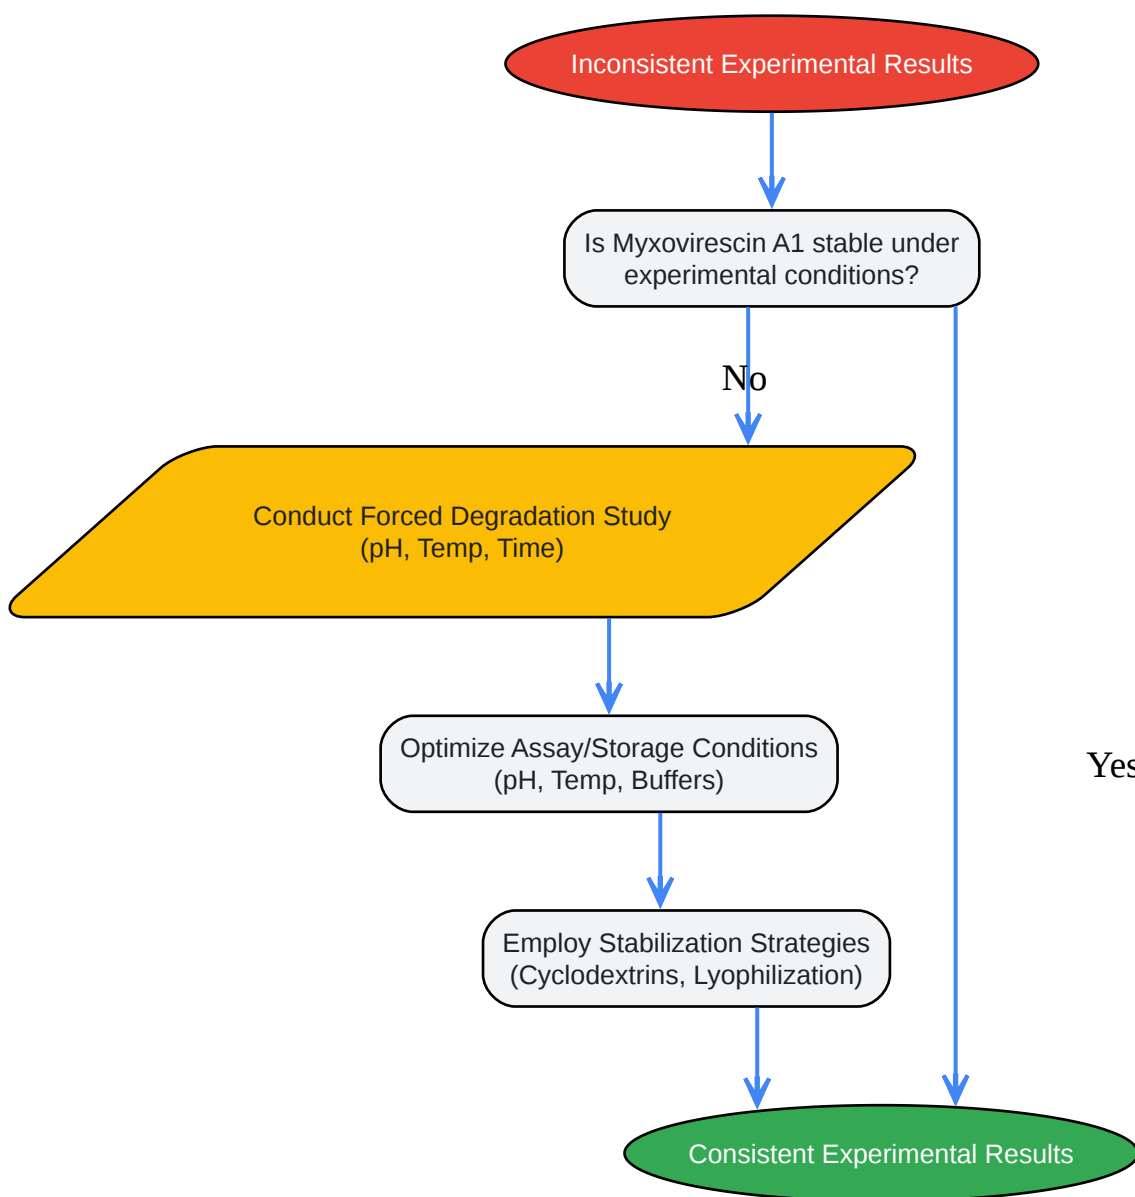 Inconsistent Experimental Results
Is Myxovirescin A1 stable under
experimental conditions?
No
Conduct Forced Degradation Study
(pH, Temp, Time)
Optimize Assay/Storage Conditions
(pH, Temp, Buffers)
Yes
Employ Stabilization Strategies
(Cyclodextrins, Lyophilization)
Consistent Experimental Results